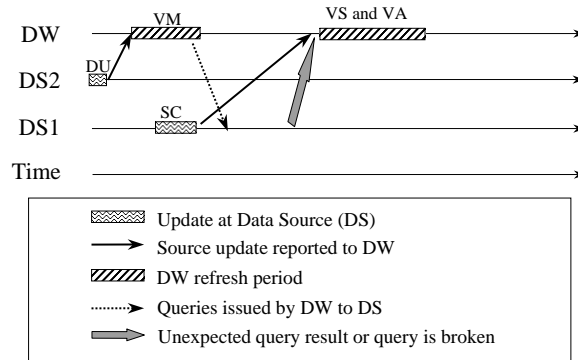 VM
VS and VA
DW
DU
DS2
SC
DS1
Time
Update at Data Source (DS)
Source update reported to DW
DW refresh period
Queries issued by DW to DS
Unexpected query result or query is broken